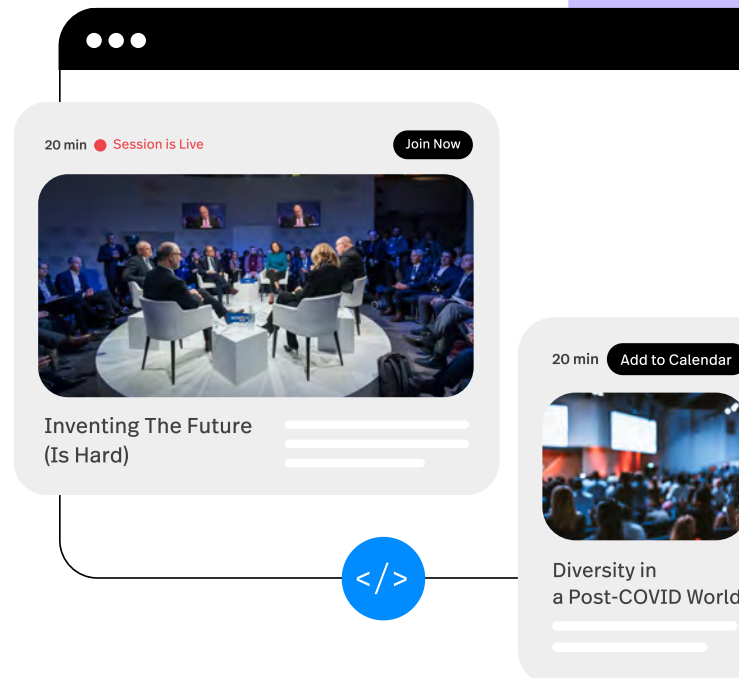 20 min
Session is Live
Join Now
Inventing The Future
(Is Hard)
20 min
Add to Calendar
Diversity in
a Post-COVID World
</>